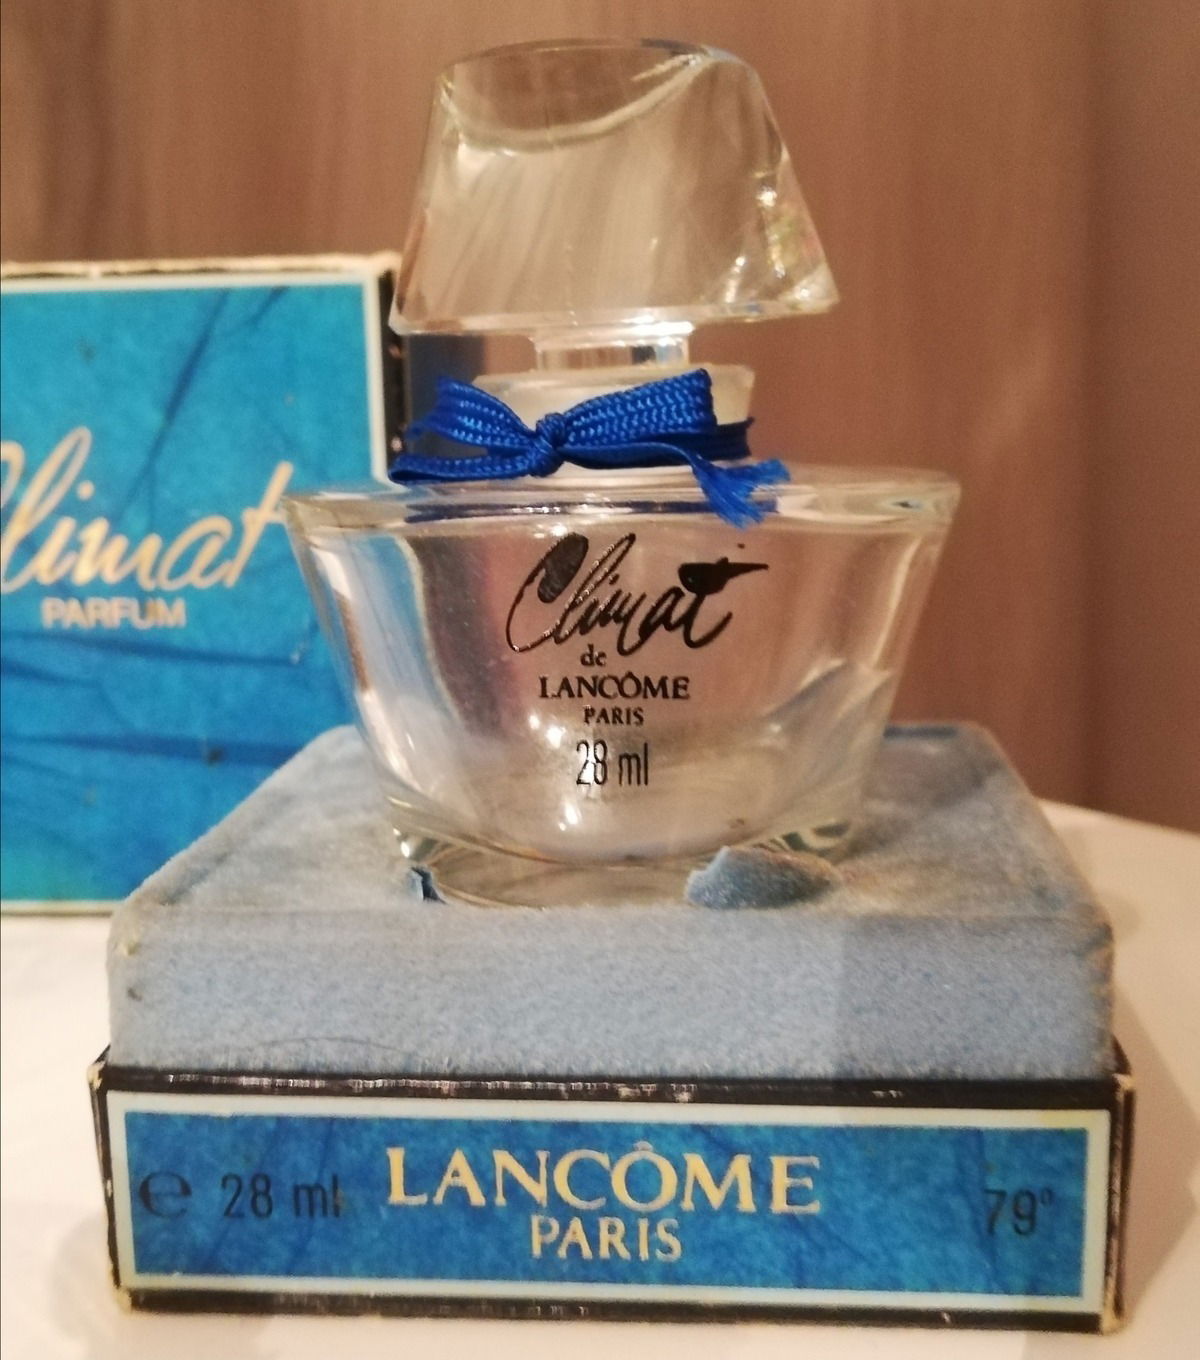 Climat
PARFUM
Climat
de
LANCÔME
PARIS
28 ml
e 28 ml LANCÔME 79°
PARIS